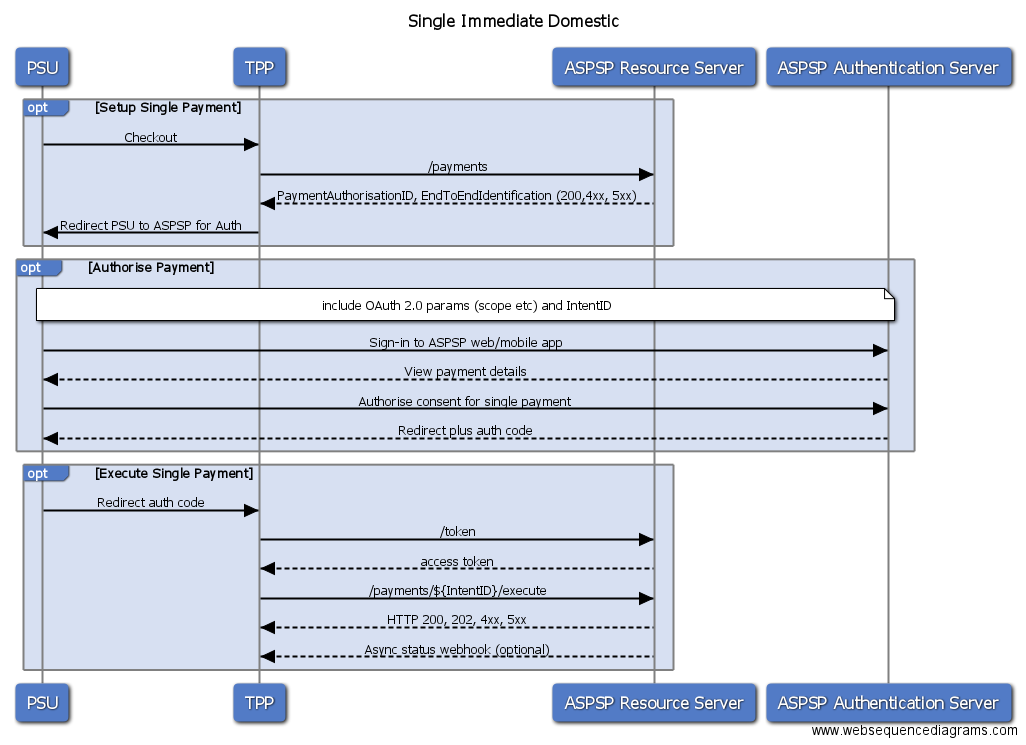 Single Immediate Domestic
PSU
TPP
ASPSP Resource Server
ASPSP Authentication Server
opt
[Setup Single Payment]
Checkout
/payments
PaymentAuthorisationID, EndToEndIdentification (200,4xx, 5xx)
Redirect PSU to ASPSP for Auth
opt
[Authorise Payment]
include OAuth 2.0 params (scope etc) and IntentID
Sign-in to ASPSP web/mobile app
View payment details
Authorise consent for single payment
Redirect plus auth code
opt
[Execute Single Payment]
Redirect auth code
/token
access token
/payments/${IntentID}/execute
HTTP 200, 202, 4xx, 5xx
Async status webhook (optional)
PSU
TPP
ASPSP Resource Server
ASPSP Authentication Server
www.websequencediagrams.com